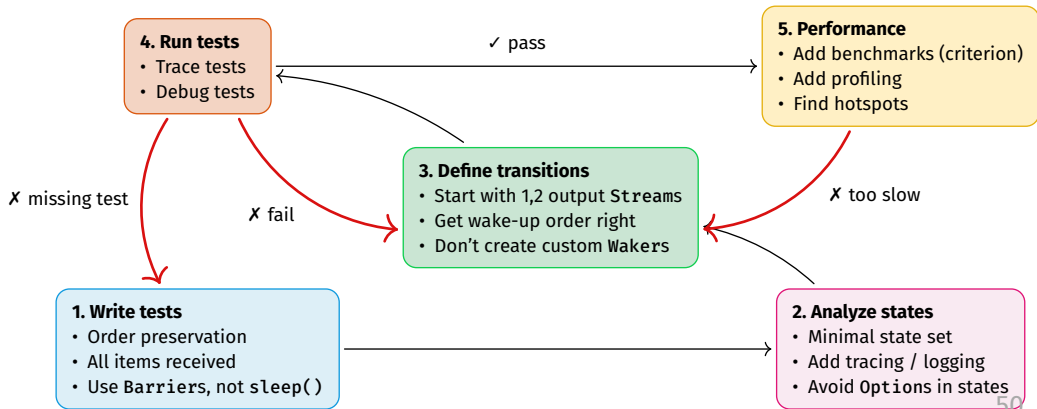 4. Run tests
• Trace tests
• Debug tests
✓ pass
5. Performance
• Add benchmarks (criterion)
• Add profiling
• Find hotspots
✗ missing test
✗ fail
3. Define transitions
• Start with 1,2 output Streams
• Get wake-up order right
• Don't create custom Wakers
✗ too slow
1. Write tests
• Order preservation
• All items received
• Use Barriers, not sleep()
2. Analyze states
• Minimal state set
• Add tracing / logging
• Avoid Options in states
50